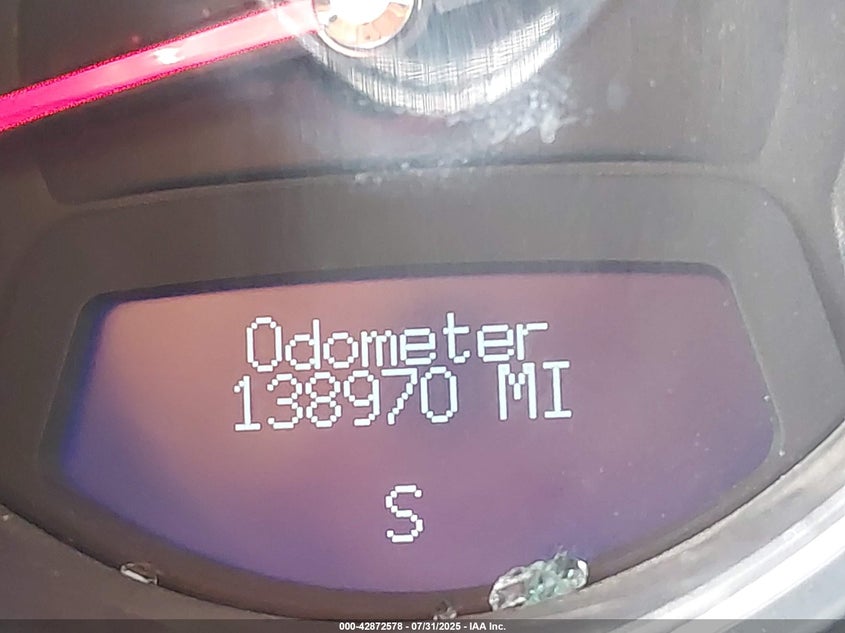 Odometer
138970 MI
S
000-42872578 - 07/31/2025 - IAA Inc.